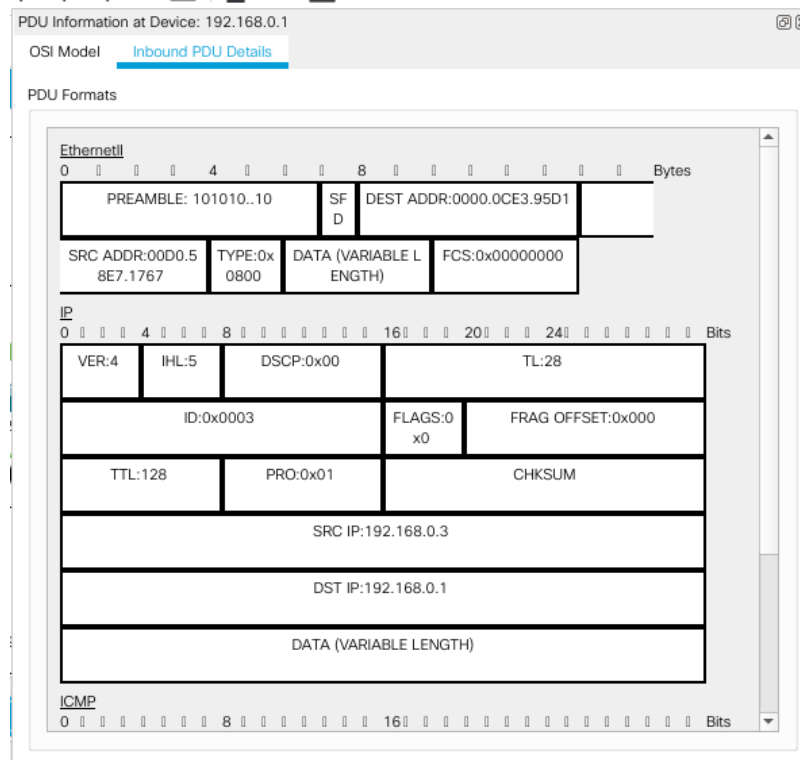 PDU Information at Device: 192.168.0.1
OSI Model Inbound PDU Details
PDU Formats
EthernetII
0 4 8 Bytes
PREAMBLE: 101010..10 SF D DEST ADDR:0000.0CE3.95D1
SRC ADDR:00D0.5 8E7.1767 TYPE:0x 0800 DATA (VARIABLE L ENGTH) FCS:0x00000000
IP
0 4 8 16 20 24 Bits
VER:4 IHL:5 DSCP:0x00 TL:28
ID:0x0003 FLAGS:0 x0 FRAG OFFSET:0x000
TTL:128 PRO:0x01 CHKSUM
SRC IP:192.168.0.3
DST IP:192.168.0.1
DATA (VARIABLE LENGTH)
ICMP
0 8 16 Bits